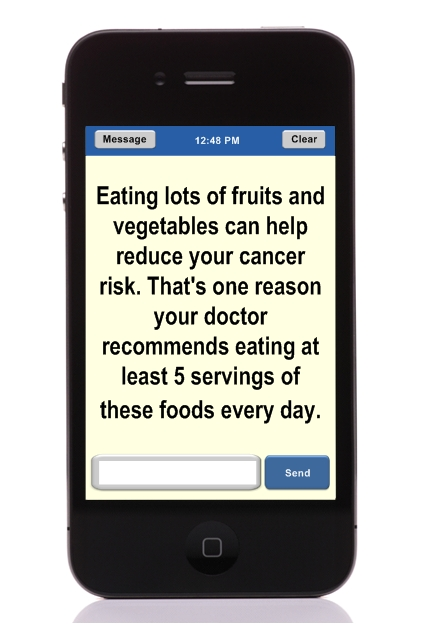 Message 12:48 PM Clear
Eating lots of fruits and
vegetables can help
reduce your cancer
risk. That's one reason
your doctor
recommends eating at
least 5 servings of
these foods every day.
Send